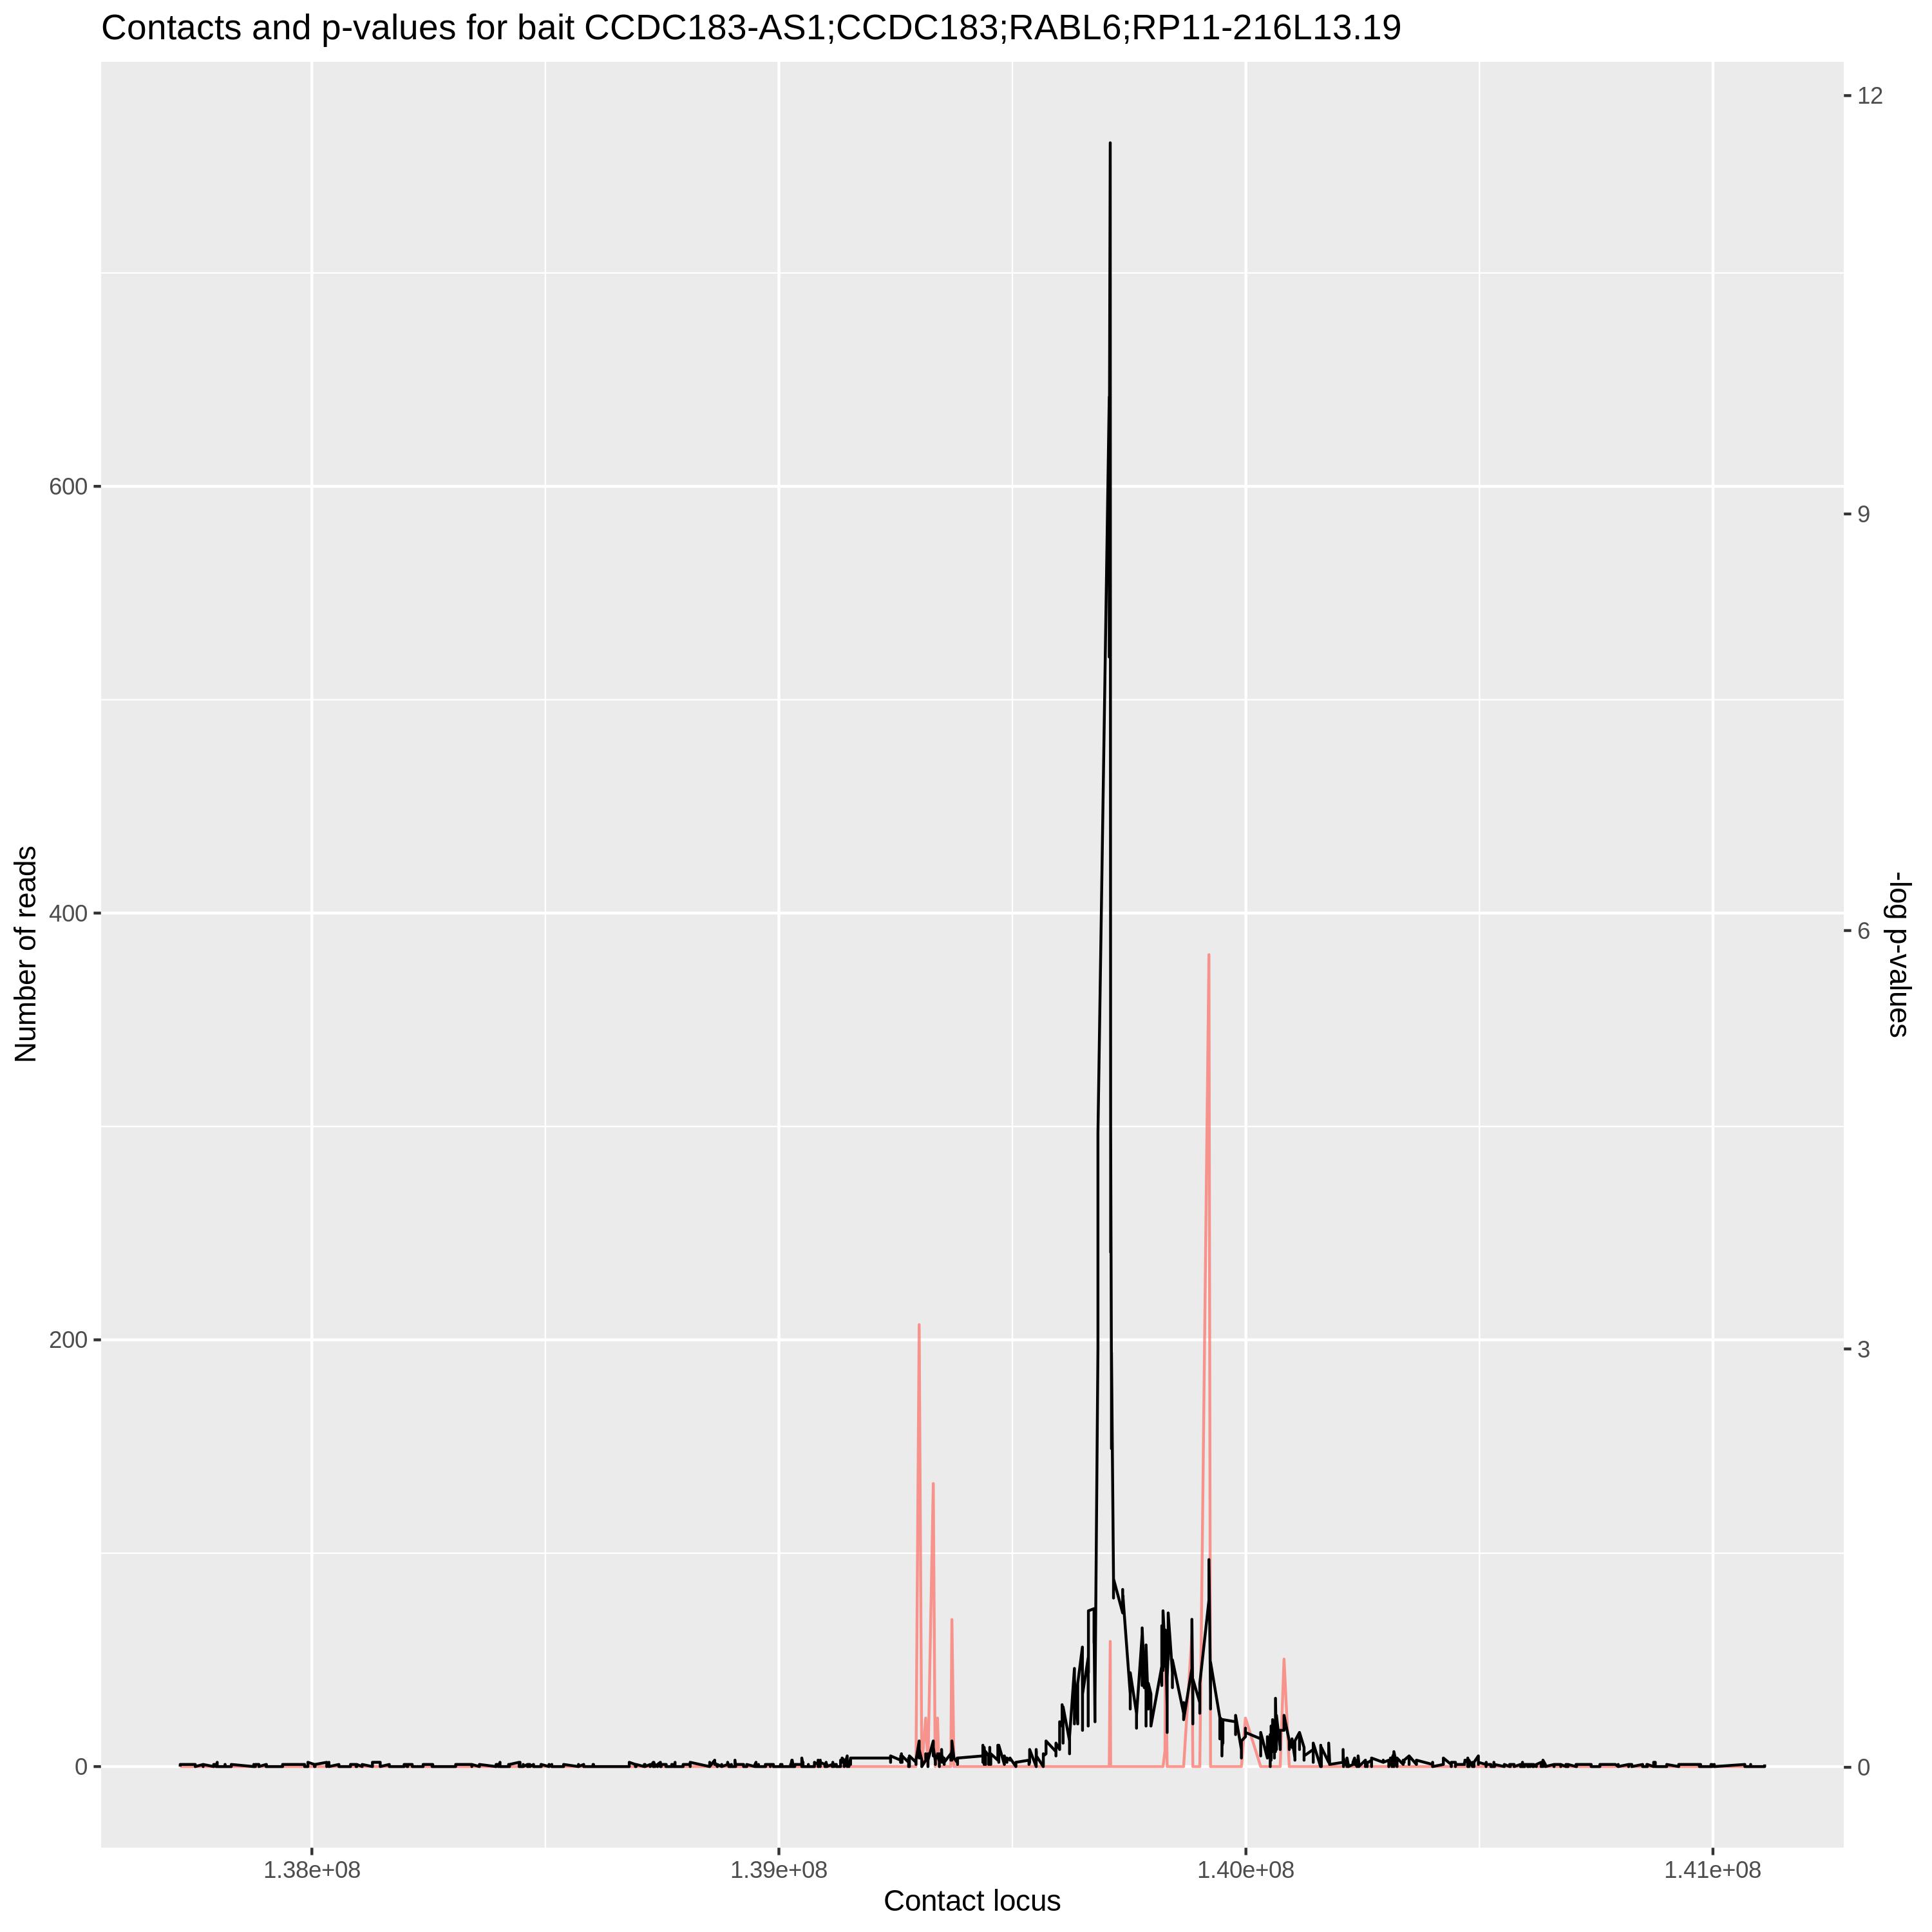 Contacts and p-values for bait CCDC183-AS1;CCDC183;RABL6;RP11-216L13.19
12
600
9
Number of reads
400
6
-log p-values
200
3
0
0
1.38e+08
1.39e+08
1.40e+08
1.41e+08
Contact locus